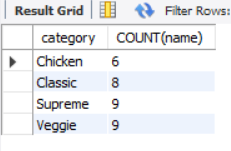 Result Grid Filter Rows:
category COUNT(name)
Chicken 6
Classic 8
Supreme 9
Veggie 9